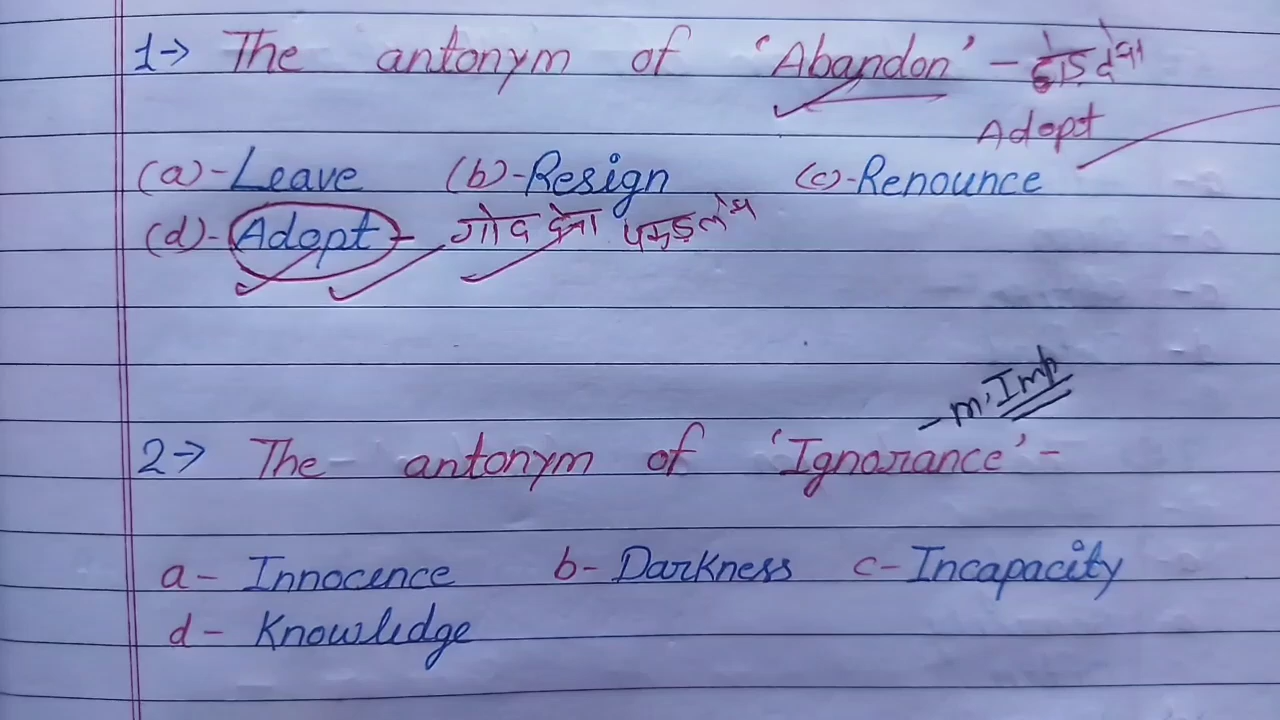 1→ The antonym of 'Abandon' - छोड़ देना
Adopt
(a)-Leave (b)-Resign (c)-Renounce
(d)-Adopt- गोद देना
- m.Imp
2→ The antonym of 'Ignorance' -
a- Innocence b- Darkness c- Incapacity
d- Knowledge